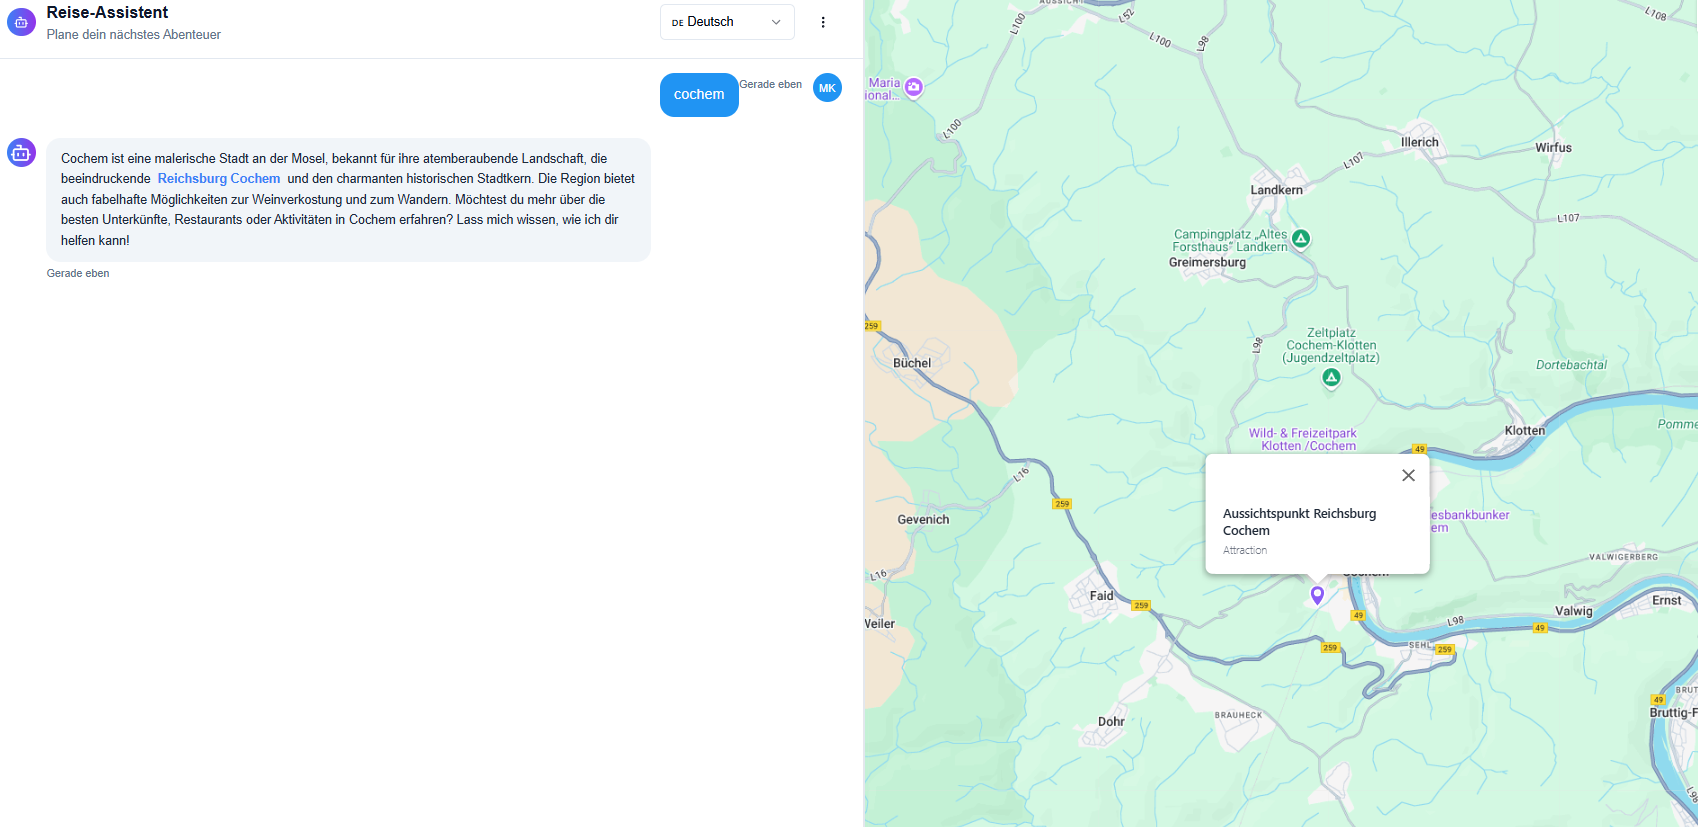 Reise-Assistent
Plane dein nächstes Abenteuer
DE Deutsch
cochem
Gerade eben
MK
Cochem ist eine malerische Stadt an der Mosel, bekannt für ihre atemberaubende Landschaft, die
beeindruckende Reichsburg Cochem und den charmanten historischen Stadtkern. Die Region bietet
auch fabelhafte Möglichkeiten zur Weinverkostung und zum Wandern. Möchtest du mehr über die
besten Unterkünfte, Restaurants oder Aktivitäten in Cochem erfahren? Lass mich wissen, wie ich dir
helfen kann!
Gerade eben
L100
L52
L100
L98
L108
Maria
ional...
L100
Illerich
L107
Wirfus
Landkern
L107
Campingplatz „Altes
Forsthaus" Landkern
Greimersburg
259
L98
Zeltplatz
Cochem-Klotten
(Jugendzeltplatz)
Büchel
Dortebachtal
Pomme
Klotten
Wild- & Freizeitpark
Klotten /Cochem
49
L16
259
Gevenich
esbankbunker
em
Aussichtspunkt Reichsburg
Cochem
Attraction
VALWIGERBERG
L16
Faid
259
Ernst
Valwig
49
L98
49
Weiler
SEHL
259
259
BRUT
49
Bruttig-F
Dohr
BRAUHECK
L98